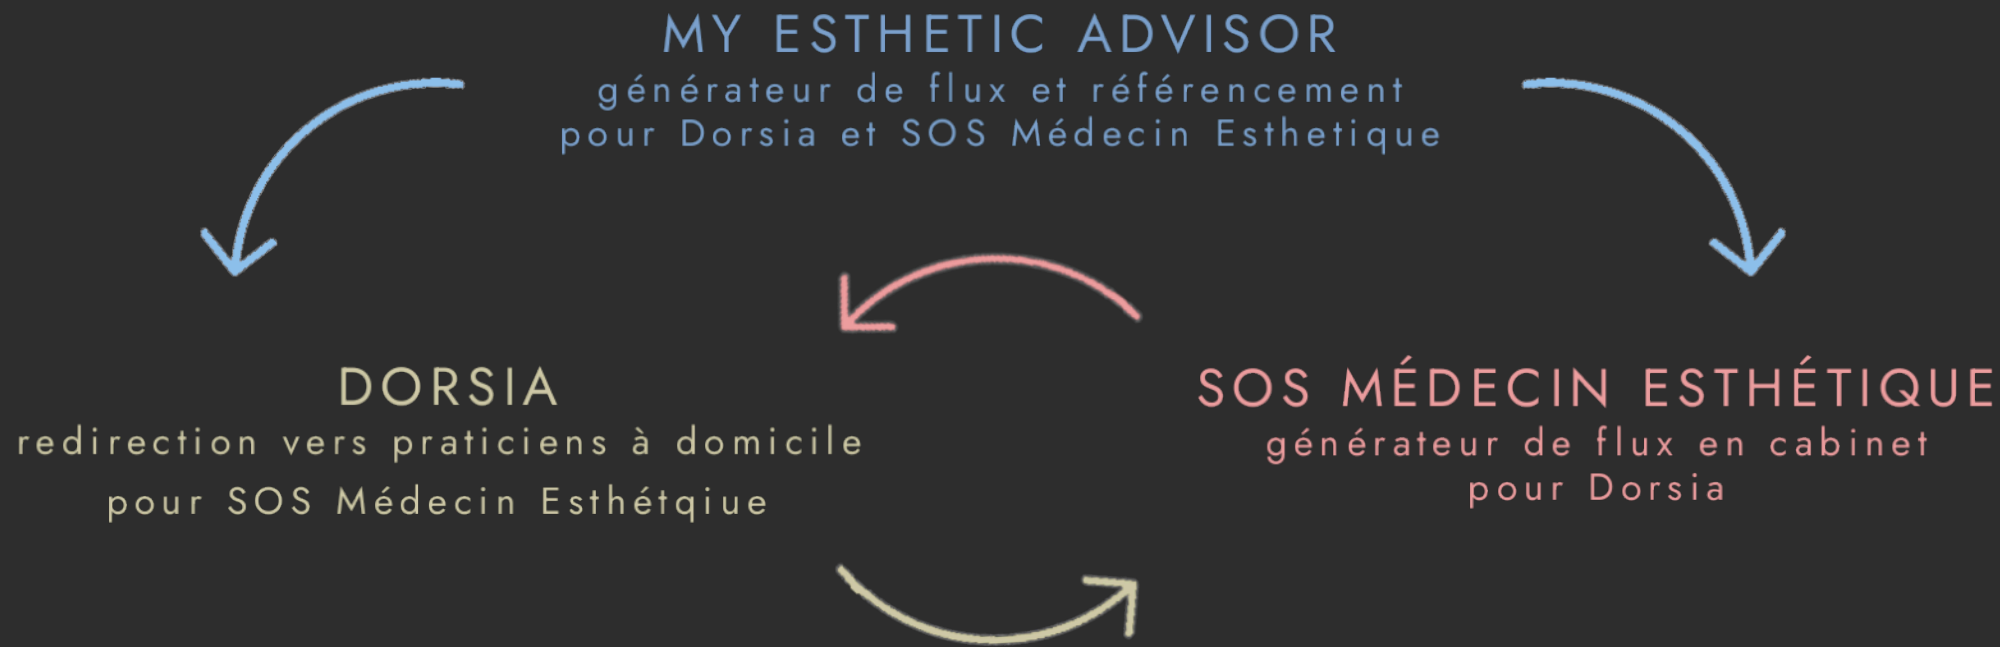 MY ESTHETIC ADVISOR
générateur de flux et référencement
pour Dorsia et SOS Médecin Esthetique
DORSIA
redirection vers praticiens à domicile
pour SOS Médecin Esthétqiue
SOS MÉDECIN ESTHÉTIQUE
générateur de flux en cabinet
pour Dorsia